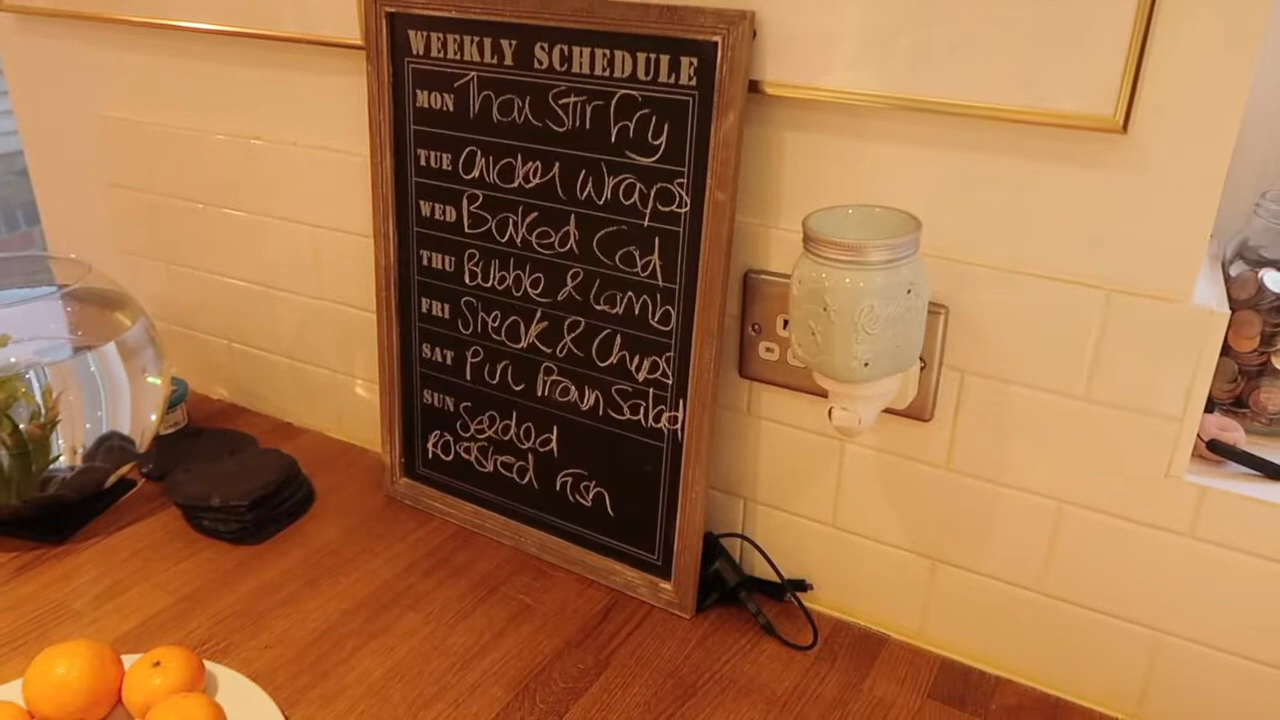 WEEKLY SCHEDULE
MON Thai Stir Fry
TUE Chicken Wraps
WED Baked Cod
THU Bubble & Lamb
FRI Steak & Chips
SAT Prawn Salad
SUN Seeded
Roasted Fish